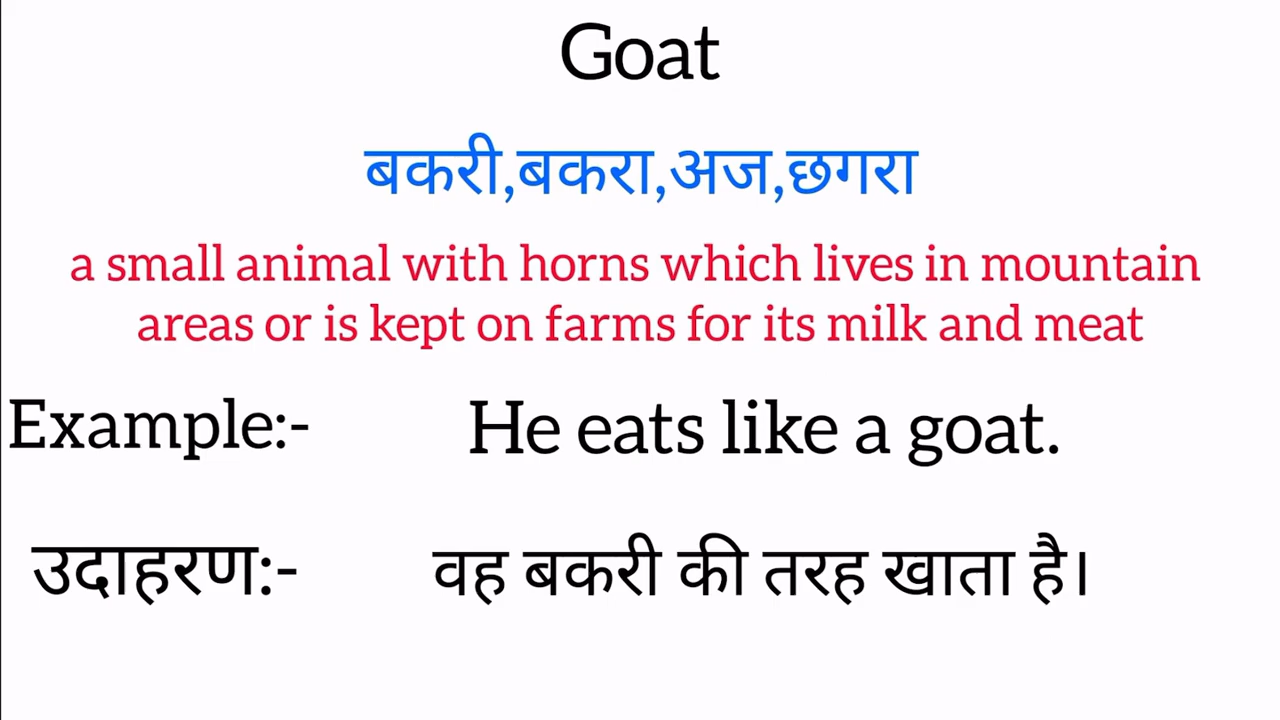 Goat
बकरी,बकरा,अज,छगरा
a small animal with horns which lives in mountain
areas or is kept on farms for its milk and meat
Example:- He eats like a goat.
उदाहरण:- वह बकरी की तरह खाता है।